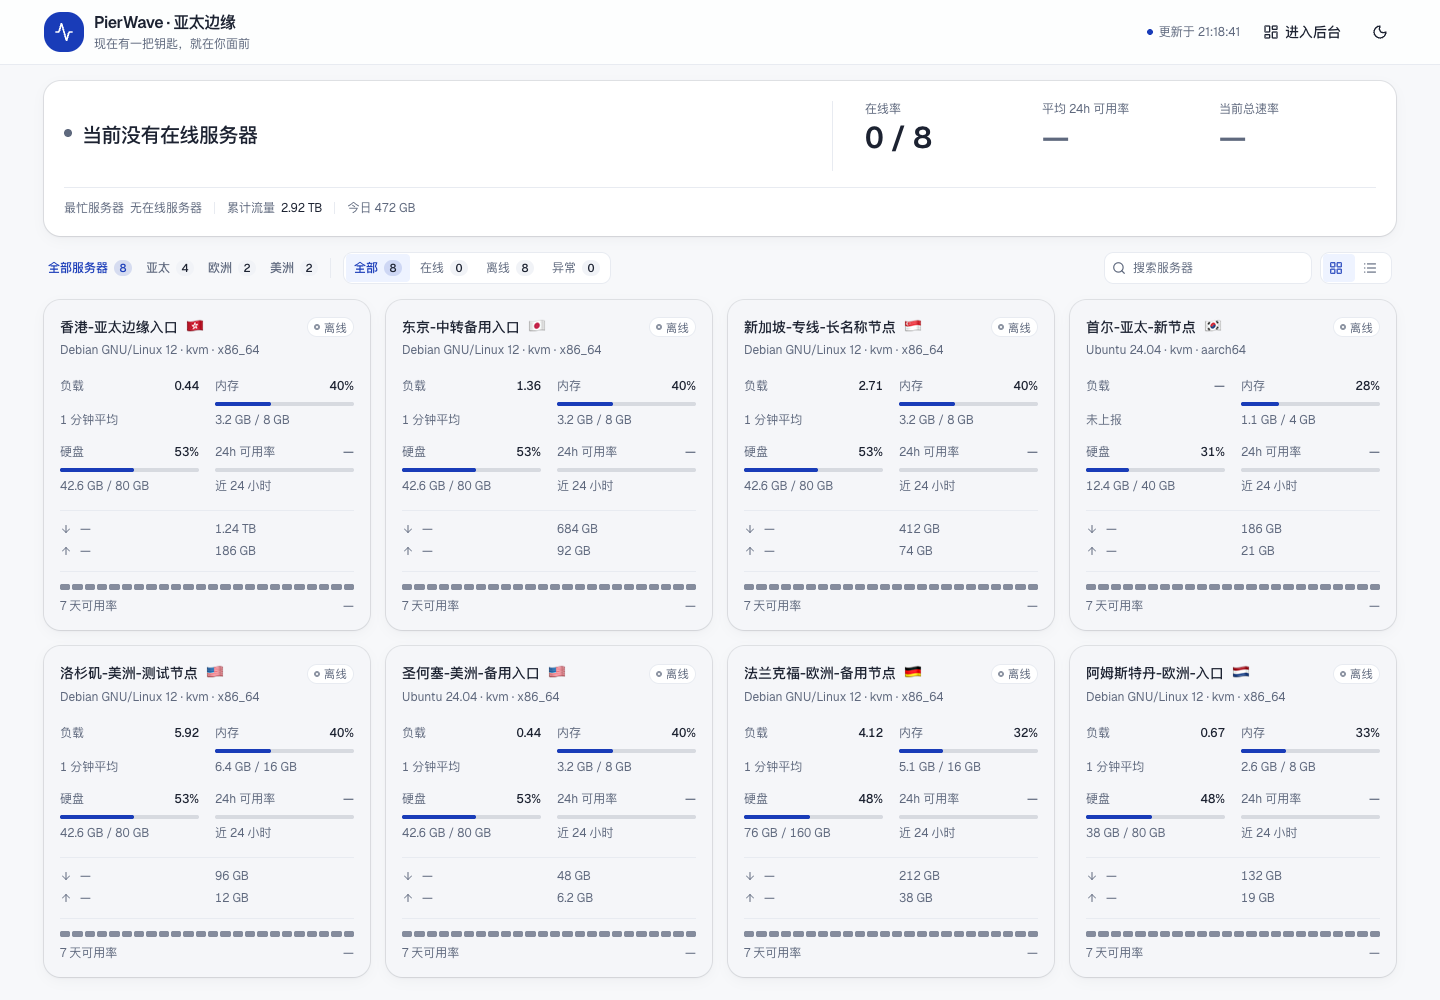 PierWave · 亚太边缘
现在有一把钥匙，就在你面前
更新于 21:18:41
进入后台
当前没有在线服务器
在线率
0 / 8
平均 24h 可用率
—
当前总速率
—
最忙服务器 无在线服务器
累计流量 2.92 TB
今日 472 GB
全部服务器 8 亚太 4 欧洲 2 美洲 2
全部 8 在线 0 离线 8 异常 0
搜索服务器
香港-亚太边缘入口 离线
Debian GNU/Linux 12 · kvm · x86_64
负载 0.44 内存 40%
1 分钟平均 3.2 GB / 8 GB
硬盘 53% 24h 可用率 —
42.6 GB / 80 GB 近 24 小时
↓ — 1.24 TB
↑ — 186 GB
7 天可用率 —
东京-中转备用入口 离线
Debian GNU/Linux 12 · kvm · x86_64
负载 1.36 内存 40%
1 分钟平均 3.2 GB / 8 GB
硬盘 53% 24h 可用率 —
42.6 GB / 80 GB 近 24 小时
↓ — 684 GB
↑ — 92 GB
7 天可用率 —
新加坡-专线-长名称节点 离线
Debian GNU/Linux 12 · kvm · x86_64
负载 2.71 内存 40%
1 分钟平均 3.2 GB / 8 GB
硬盘 53% 24h 可用率 —
42.6 GB / 80 GB 近 24 小时
↓ — 412 GB
↑ — 74 GB
7 天可用率 —
首尔-亚太-新节点 离线
Ubuntu 24.04 · kvm · aarch64
负载 — 内存 28%
未上报 1.1 GB / 4 GB
硬盘 31% 24h 可用率 —
12.4 GB / 40 GB 近 24 小时
↓ — 186 GB
↑ — 21 GB
7 天可用率 —
洛杉矶-美洲-测试节点 离线
Debian GNU/Linux 12 · kvm · x86_64
负载 5.92 内存 40%
1 分钟平均 6.4 GB / 16 GB
硬盘 53% 24h 可用率 —
42.6 GB / 80 GB 近 24 小时
↓ — 96 GB
↑ — 12 GB
7 天可用率 —
圣何塞-美洲-备用入口 离线
Ubuntu 24.04 · kvm · x86_64
负载 0.44 内存 40%
1 分钟平均 3.2 GB / 8 GB
硬盘 53% 24h 可用率 —
42.6 GB / 80 GB 近 24 小时
↓ — 48 GB
↑ — 6.2 GB
7 天可用率 —
法兰克福-欧洲-备用节点 离线
Debian GNU/Linux 12 · kvm · x86_64
负载 4.12 内存 32%
1 分钟平均 5.1 GB / 16 GB
硬盘 48% 24h 可用率 —
76 GB / 160 GB 近 24 小时
↓ — 212 GB
↑ — 38 GB
7 天可用率 —
阿姆斯特丹-欧洲-入口 离线
Debian GNU/Linux 12 · kvm · x86_64
负载 0.67 内存 33%
1 分钟平均 2.6 GB / 8 GB
硬盘 48% 24h 可用率 —
38 GB / 80 GB 近 24 小时
↓ — 132 GB
↑ — 19 GB
7 天可用率 —